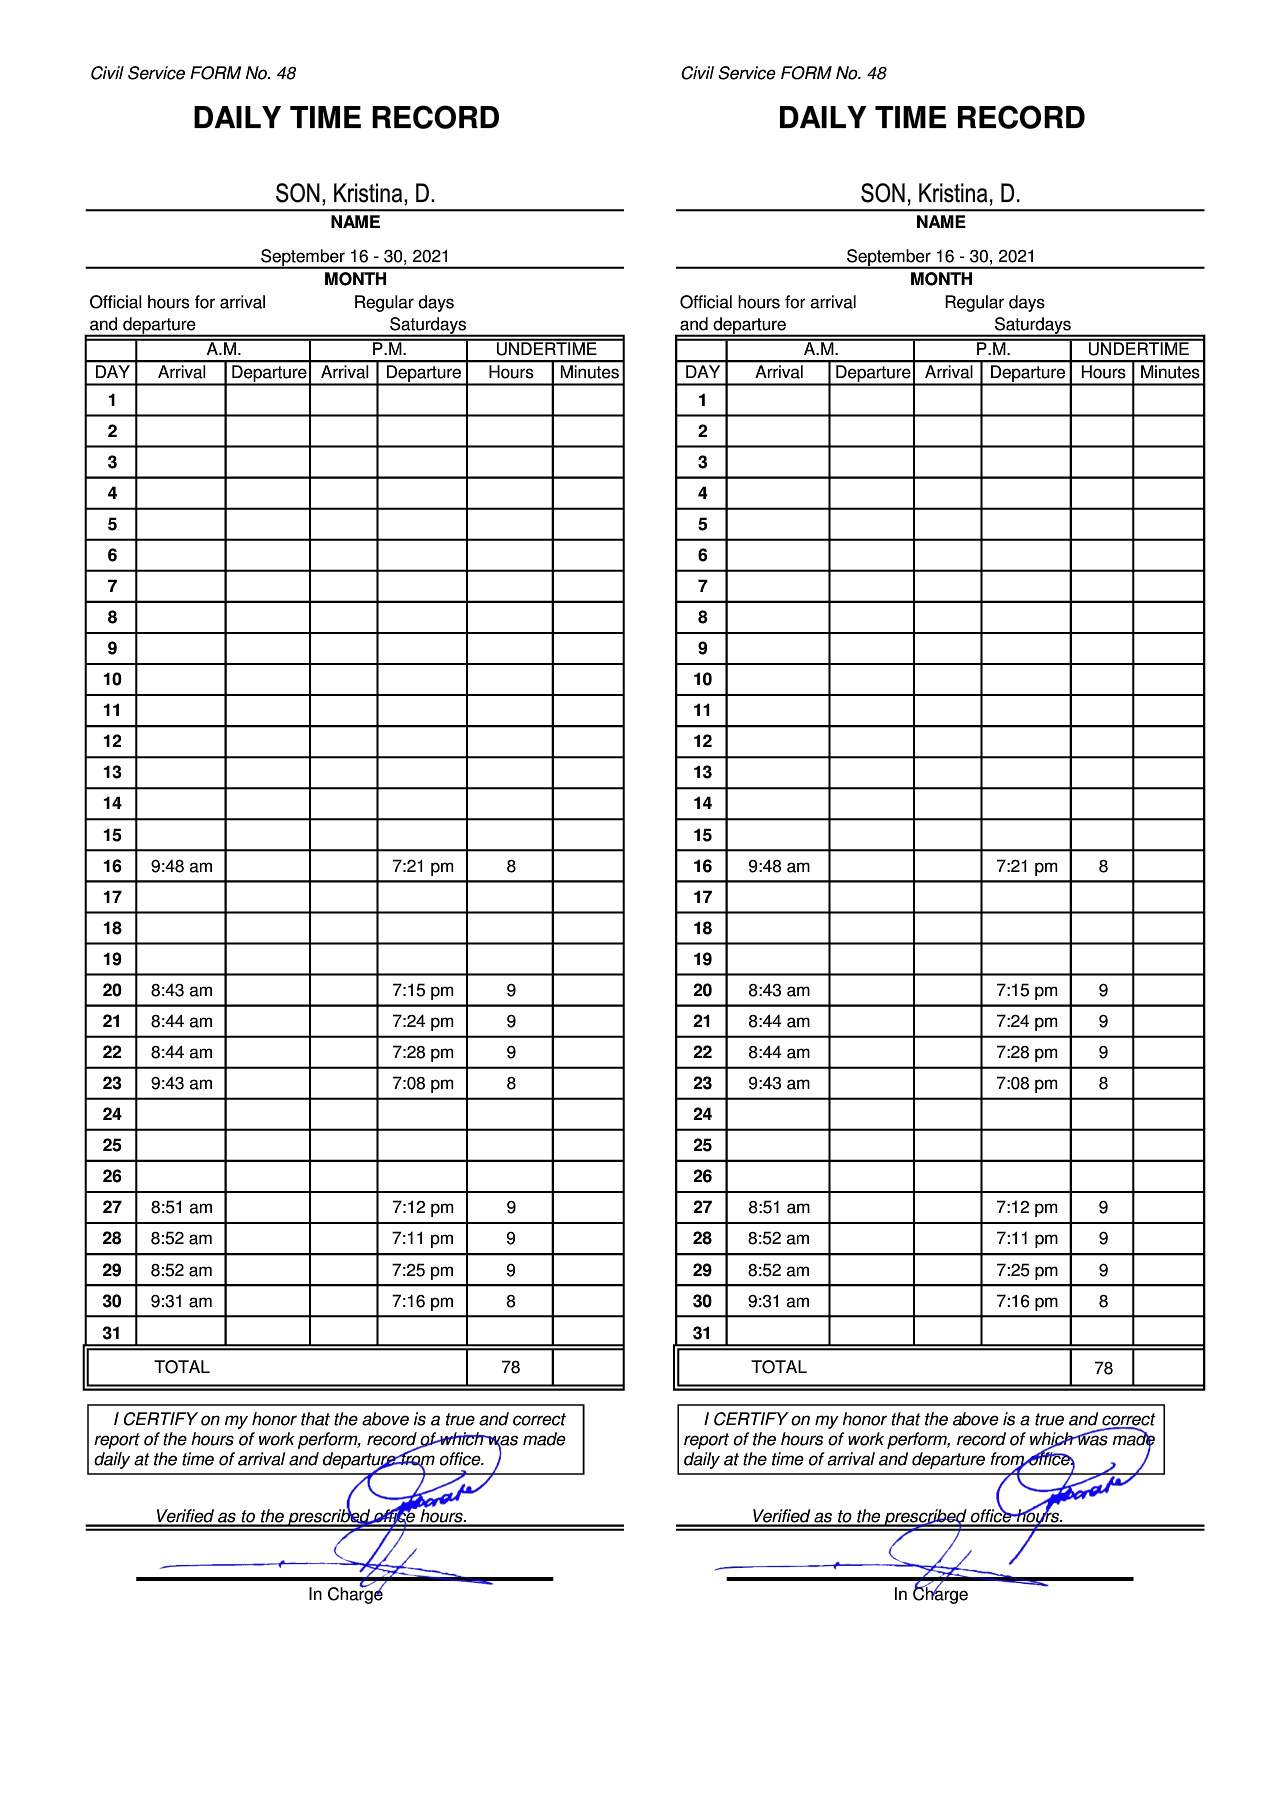 Civil Service FORM No. 48
DAILY TIME RECORD
SON, Kristina, D.
NAME
September 16 - 30, 2021
MONTH
Official hours for arrival Regular days
and departure Saturdays
A.M. P.M. UNDERTIME
DAY Arrival Departure Arrival Departure Hours Minutes
1
2
3
4
5
6
7
8
9
10
11
12
13
14
15
16 9:48 am 7:21 pm 8
17
18
19
20 8:43 am 7:15 pm 9
21 8:44 am 7:24 pm 9
22 8:44 am 7:28 pm 9
23 9:43 am 7:08 pm 8
24
25
26
27 8:51 am 7:12 pm 9
28 8:52 am 7:11 pm 9
29 8:52 am 7:25 pm 9
30 9:31 am 7:16 pm 8
31
TOTAL 78
I CERTIFY on my honor that the above is a true and correct
report of the hours of work perform, record of which was made
daily at the time of arrival and departure from office.
Verified as to the prescribed office hours.
In Charge
Civil Service FORM No. 48
DAILY TIME RECORD
SON, Kristina, D.
NAME
September 16 - 30, 2021
MONTH
Official hours for arrival Regular days
and departure Saturdays
A.M. P.M. UNDERTIME
DAY Arrival Departure Arrival Departure Hours Minutes
1
2
3
4
5
6
7
8
9
10
11
12
13
14
15
16 9:48 am 7:21 pm 8
17
18
19
20 8:43 am 7:15 pm 9
21 8:44 am 7:24 pm 9
22 8:44 am 7:28 pm 9
23 9:43 am 7:08 pm 8
24
25
26
27 8:51 am 7:12 pm 9
28 8:52 am 7:11 pm 9
29 8:52 am 7:25 pm 9
30 9:31 am 7:16 pm 8
31
TOTAL 78
I CERTIFY on my honor that the above is a true and correct
report of the hours of work perform, record of which was made
daily at the time of arrival and departure from office.
Verified as to the prescribed office hours.
In Charge